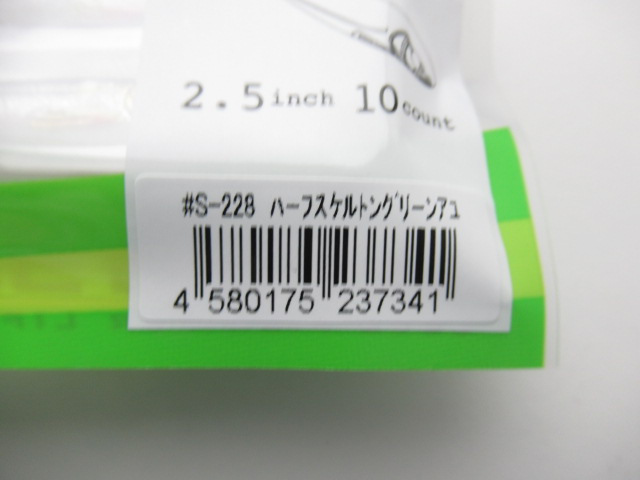 2.5inch 10count
#S-228 ﾊｰﾌｽｹﾙﾄﾝｸﾞﾘｰﾝｱﾕ
4 580175 237341